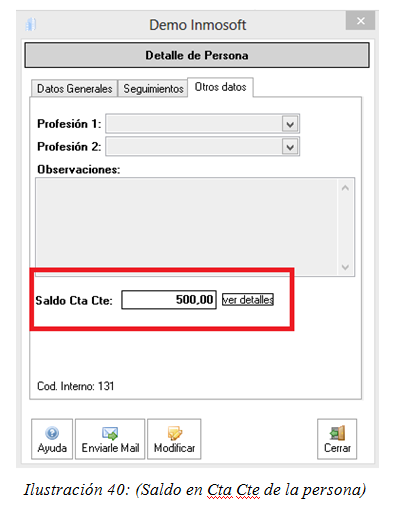 Demo Inmosoft
Detalle de Persona
Datos Generales Seguimientos Otros datos
Profesión 1:
Profesión 2:
Observaciones:
Saldo Cta Cte: 500,00 ver detalles
Cod. Interno: 131
Ayuda Enviarle Mail Modificar Cerrar
Ilustración 40: (Saldo en Cta Cte de la persona)